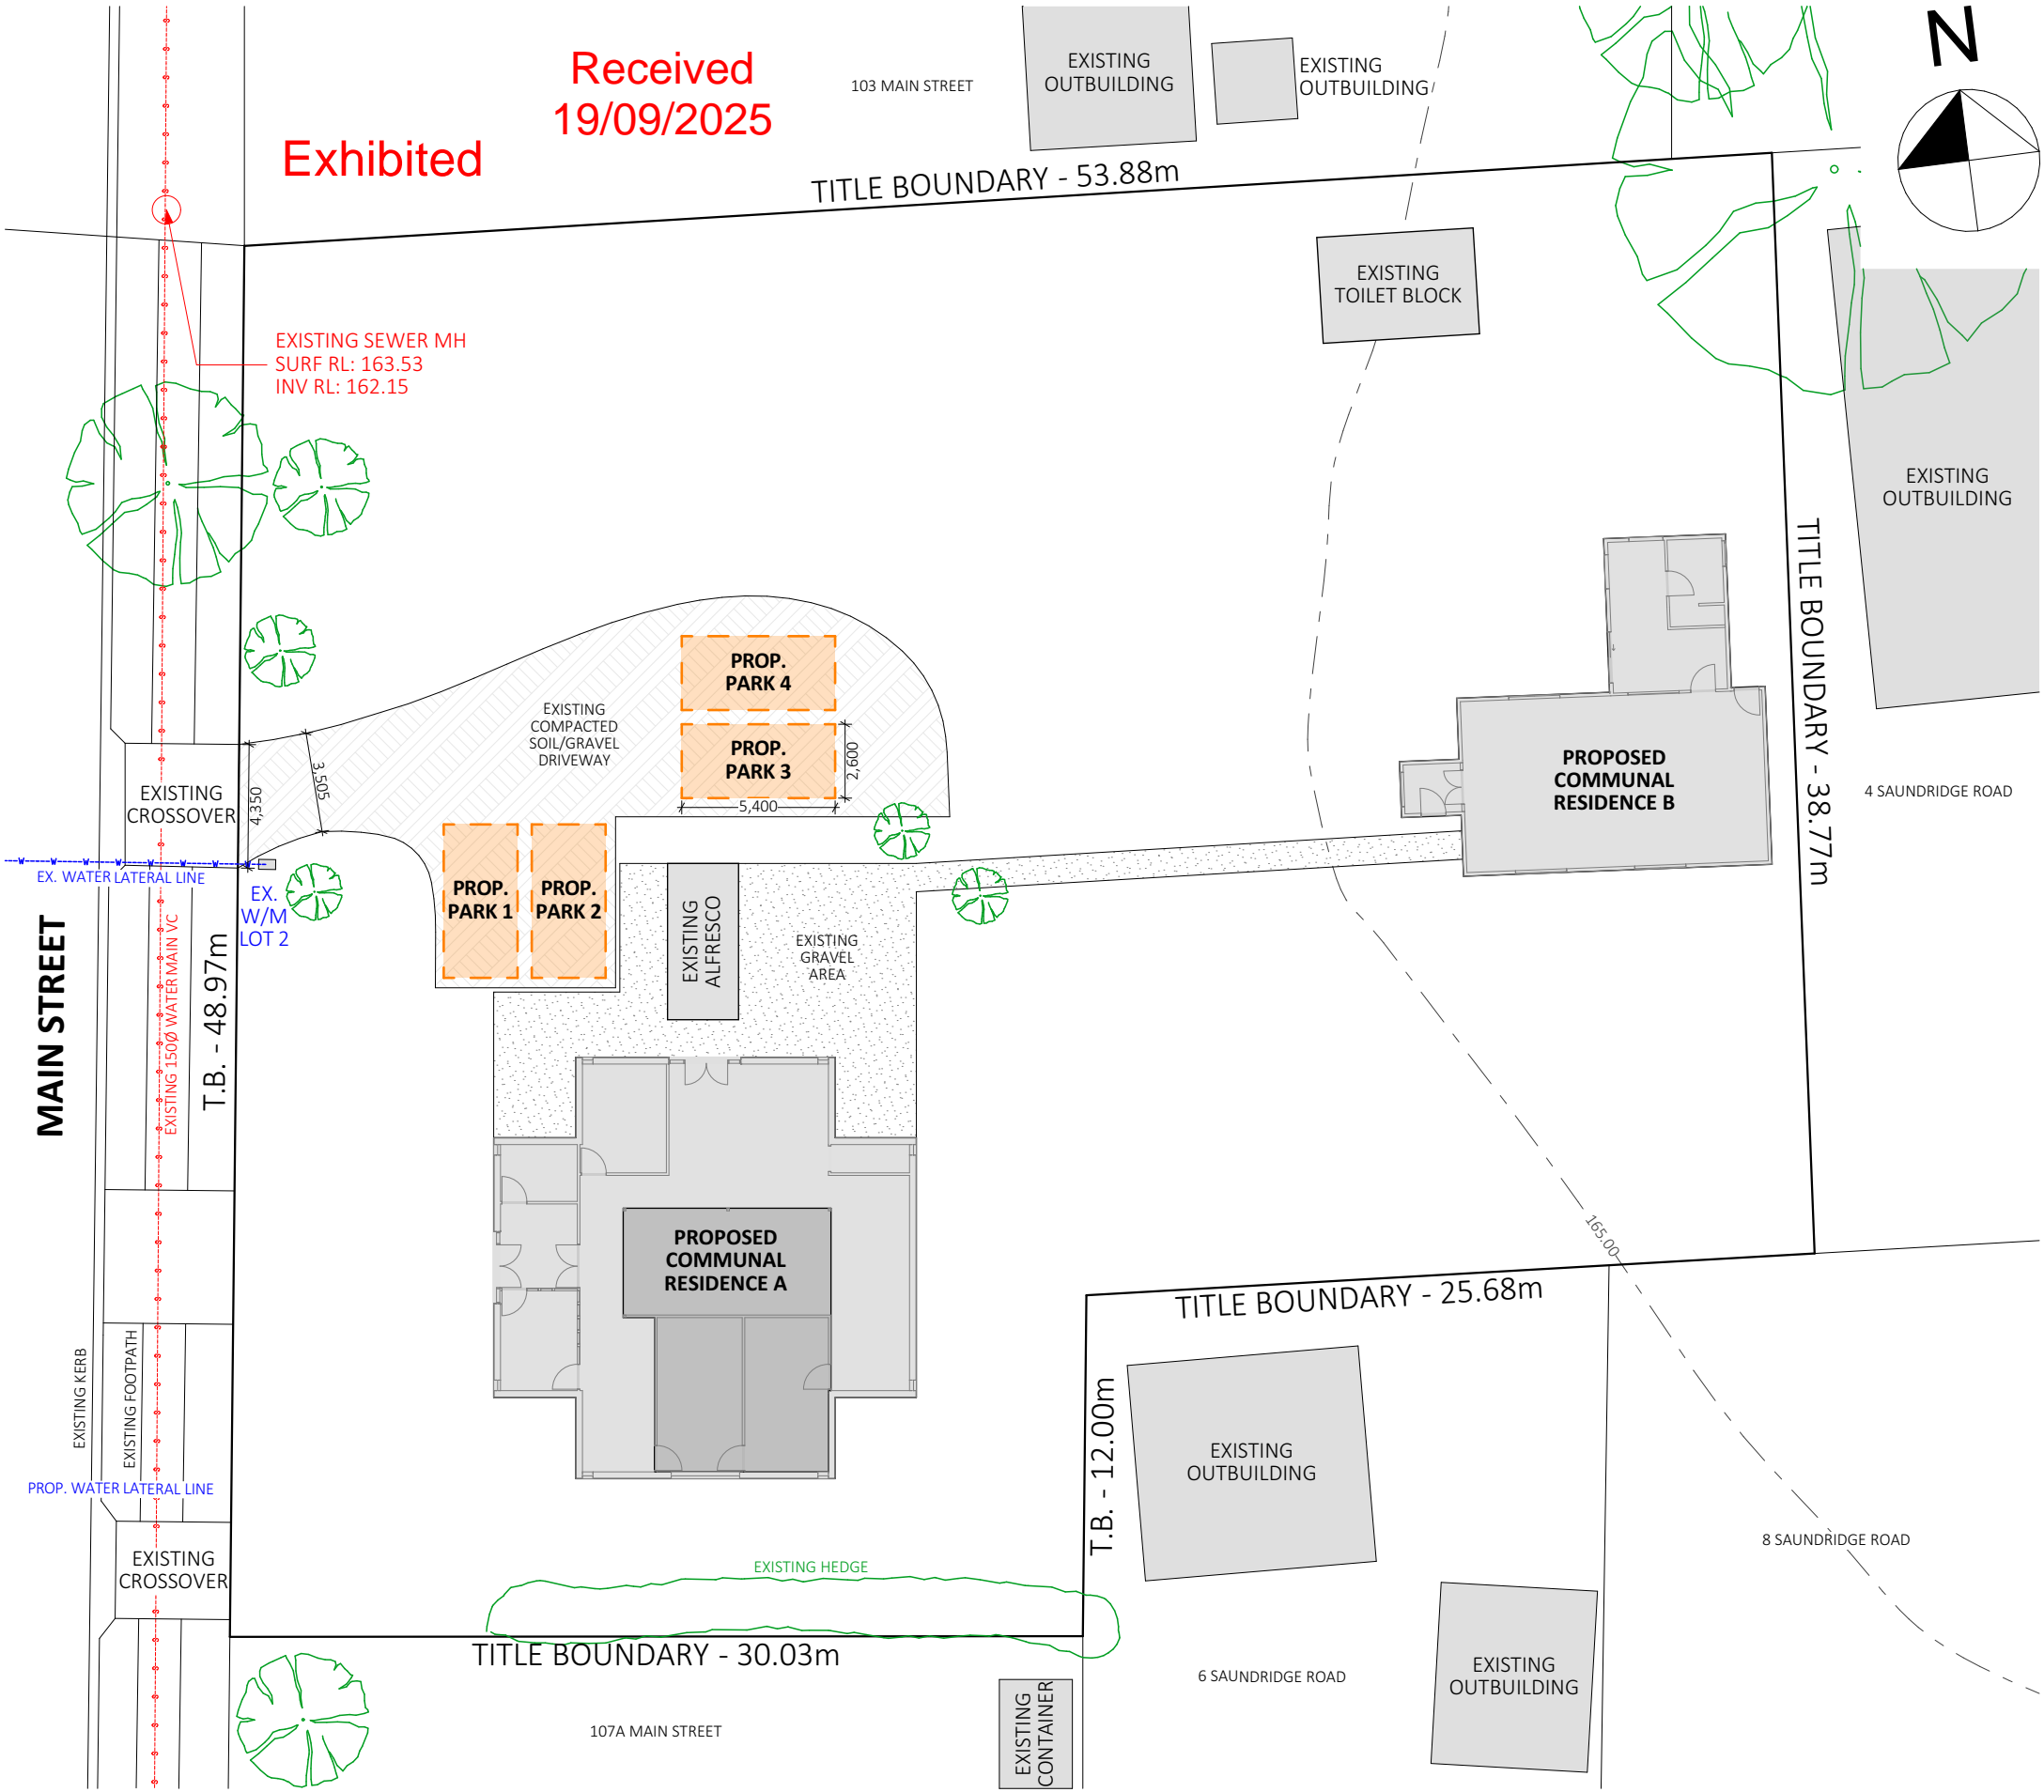 Received
19/09/2025
Exhibited
103 MAIN STREET
EXISTING
OUTBUILDING
EXISTING
OUTBUILDING
N
TITLE BOUNDARY - 53.88m
EXISTING
TOILET BLOCK
EXISTING SEWER MH
SURF RL: 163.53
INV RL: 162.15
EXISTING
OUTBUILDING
TITLE BOUNDARY - 38.77m
PROP.
PARK 4
EXISTING
COMPACTED
SOIL/GRAVEL
DRIVEWAY
PROP.
PARK 3
2,600
5,400
3,505
4,350
EXISTING
CROSSOVER
PROPOSED
COMMUNAL
RESIDENCE B
4 SAUNDRIDGE ROAD
EX. WATER LATERAL LINE
EX.
W/M
LOT 2
PROP.
PARK 1
PROP.
PARK 2
EXISTING
ALFRESCO
EXISTING
GRAVEL
AREA
MAIN STREET
EXISTING 150Ø WATER MAIN VC
T.B. - 48.97m
PROPOSED
COMMUNAL
RESIDENCE A
165.00
TITLE BOUNDARY - 25.68m
EXISTING KERB
EXISTING FOOTPATH
T.B. - 12.00m
EXISTING
OUTBUILDING
PROP. WATER LATERAL LINE
8 SAUNDRIDGE ROAD
EXISTING
CROSSOVER
EXISTING HEDGE
TITLE BOUNDARY - 30.03m
6 SAUNDRIDGE ROAD
EXISTING
OUTBUILDING
EXISTING
CONTAINER
107A MAIN STREET